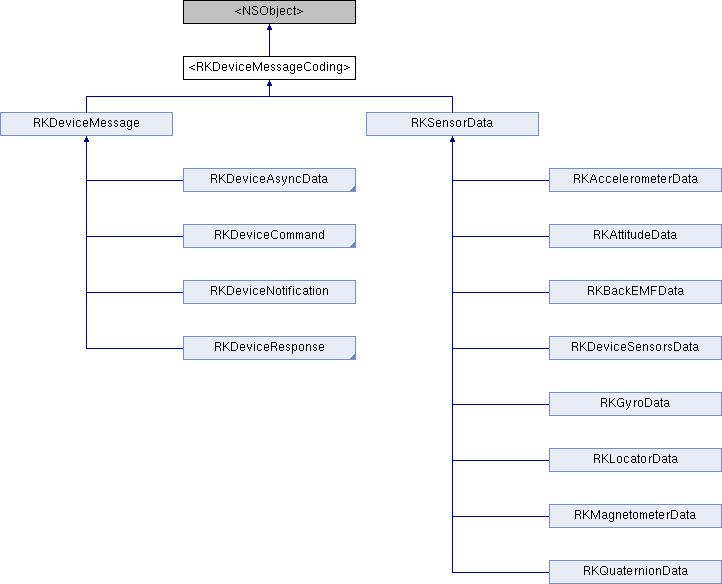 <NSObject>
<RKDeviceMessageCoding>
RKDeviceMessage
RKSensorData
RKDeviceAsyncData
RKAccelerometerData
RKDeviceCommand
RKAttitudeData
RKDeviceNotification
RKBackEMFData
RKDeviceResponse
RKDeviceSensorsData
RKGyroData
RKLocatorData
RKMagnetometerData
RKQuaternionData